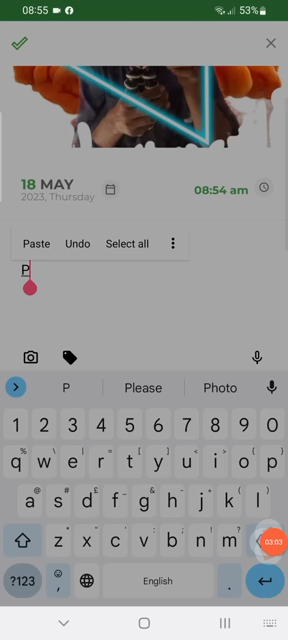 08:55 53%
18 MAY
2023, Thursday
08:54 am
Paste Undo Select all
P
P Please Photo
1 2 3 4 5 6 7 8 9 0
q w e r t y u i o p
a s d f g h j k l
z x c v b n m 03:03
?123 , English .